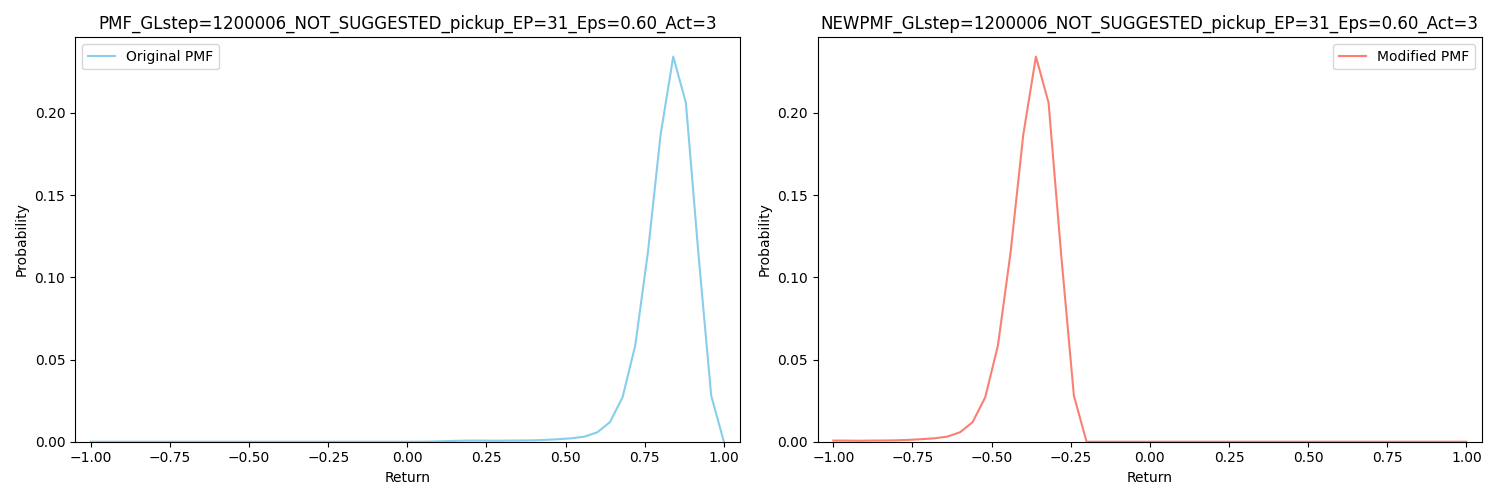 PMF_GLstep=1200006_NOT_SUGGESTED_pickup_EP=31_Eps=0.60_Act=3
Original PMF
Probability
0.20
0.15
0.10
0.05
0.00
−1.00 −0.75 −0.50 −0.25 0.00 0.25 0.50 0.75 1.00
Return
NEWPMF_GLstep=1200006_NOT_SUGGESTED_pickup_EP=31_Eps=0.60_Act=3
Modified PMF
Probability
0.20
0.15
0.10
0.05
0.00
−1.00 −0.75 −0.50 −0.25 0.00 0.25 0.50 0.75 1.00
Return